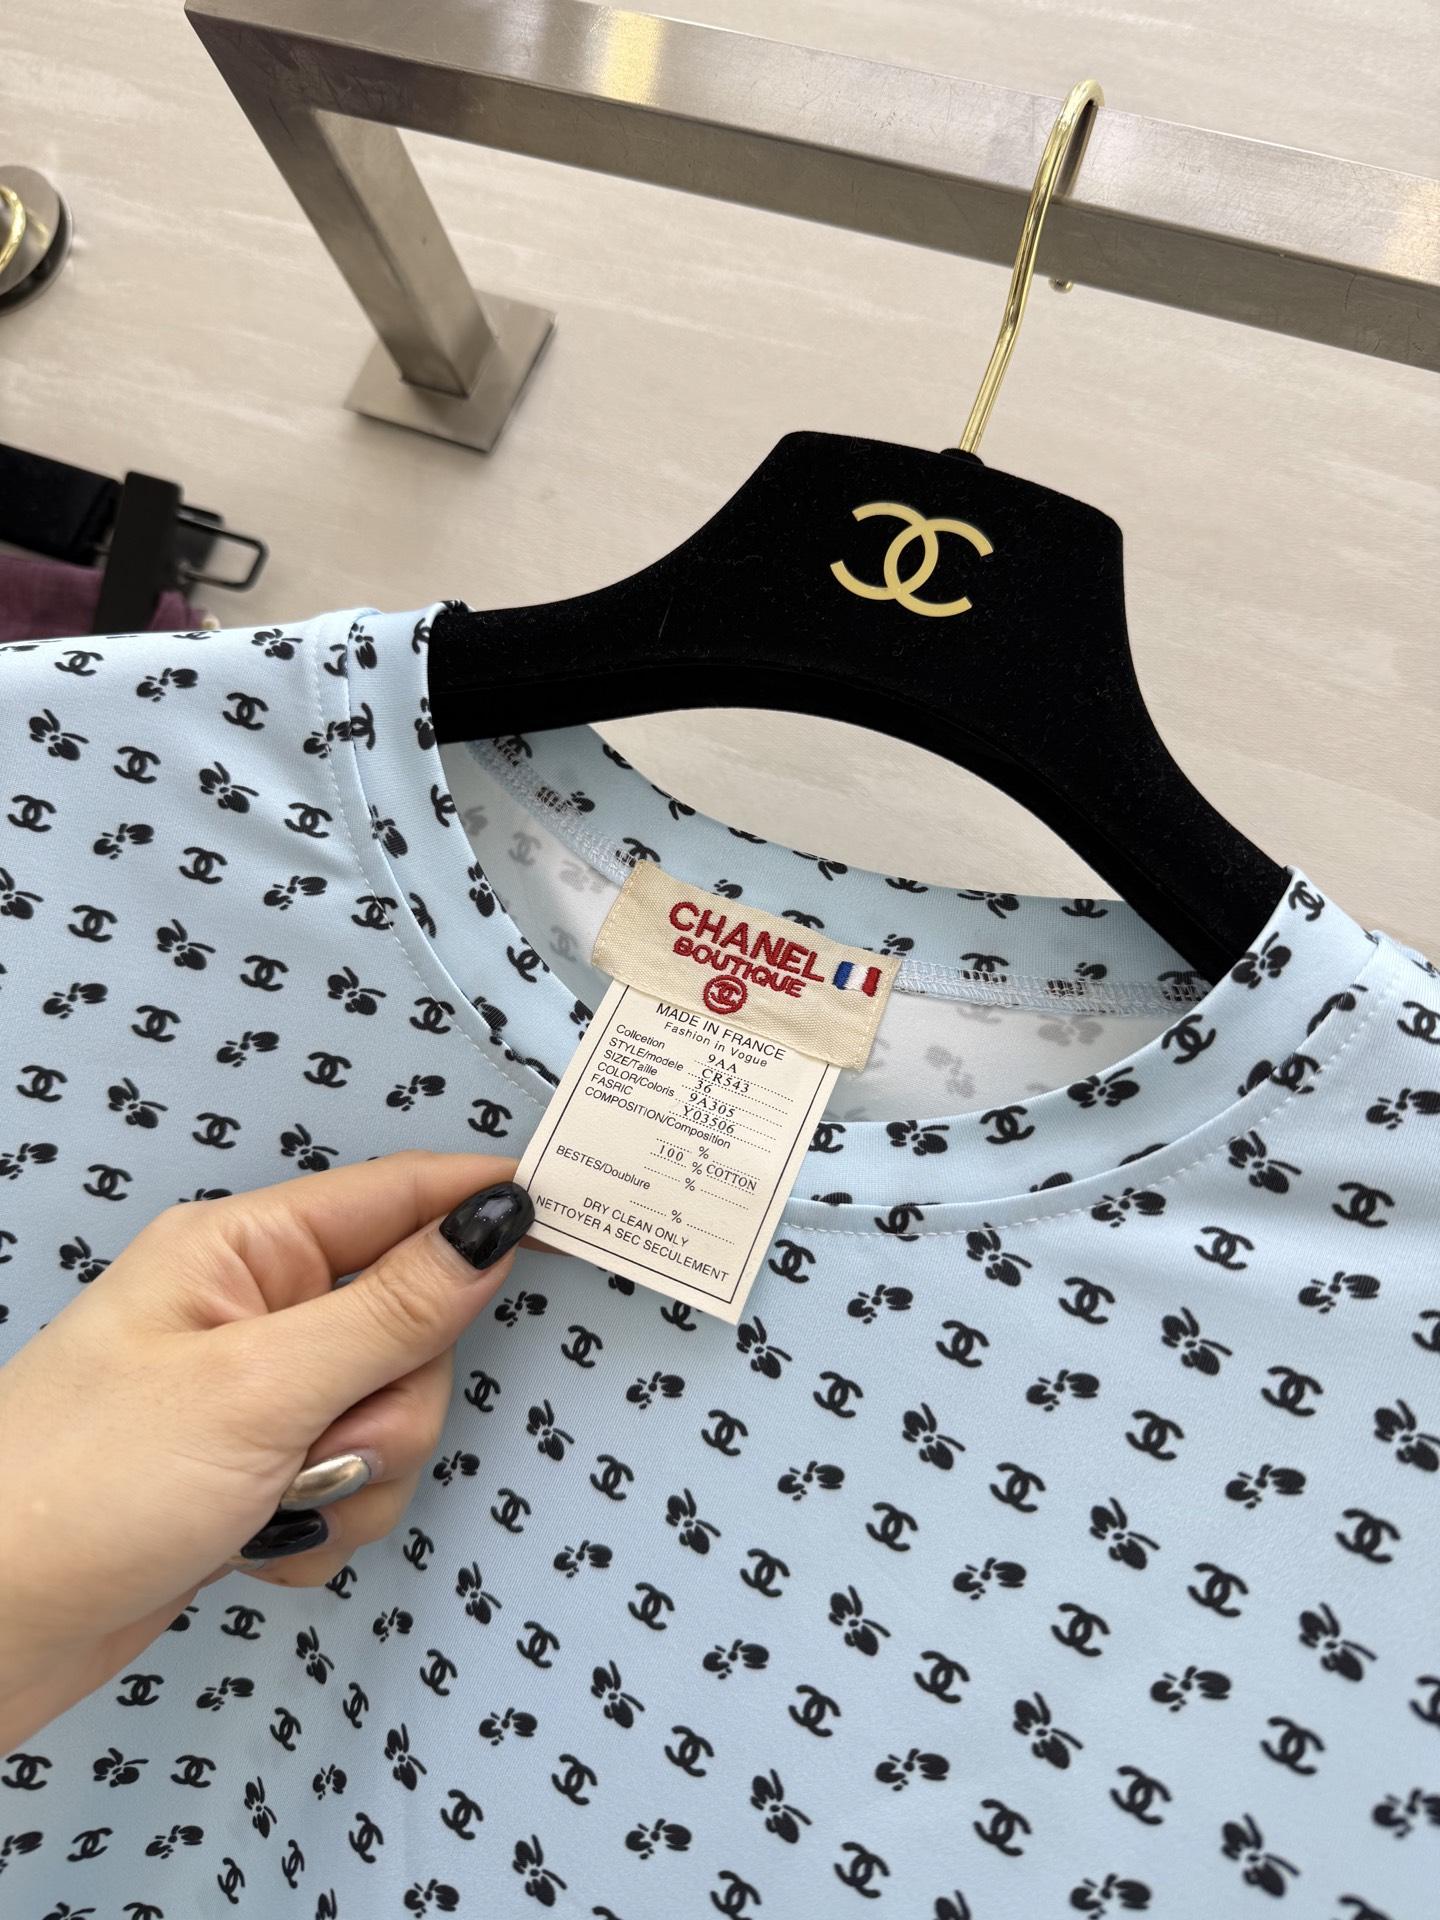 CHANEL
BOUTIQUE
MADE IN FRANCE
Fashion in Vogue
Collcetion 9AA
STYLE/modele CR543
SIZE/Taille 36
COLOR/Coloris 9A305
FASRIC Y03506
COMPOSITION/Composition
%
100 % COTTON
BESTES/Doublure %
%
DRY CLEAN ONLY
NETTOYER A SEC SECULEMENT